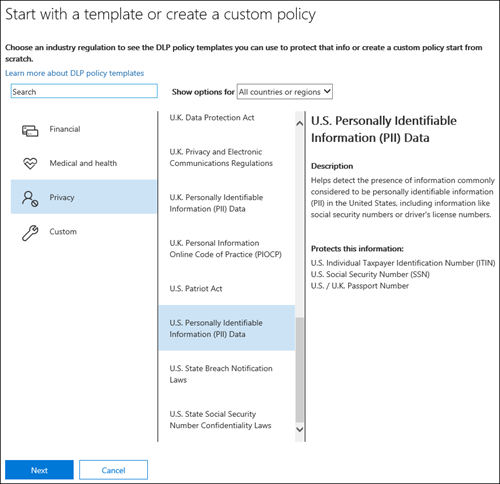 Start with a template or create a custom policy
Choose an industry regulation to see the DLP policy templates you can use to protect that info or create a custom policy start from
scratch.
Learn more about DLP policy templates
Search
Show options for All countries or regions
Financial
Medical and health
Privacy
Custom
U.K. Data Protection Act
U.K. Privacy and Electronic
Communications Regulations
U.K. Personally Identifiable
Information (PII) Data
U.K. Personal Information
Online Code of Practice (PIOCP)
U.S. Patriot Act
U.S. Personally Identifiable
Information (PII) Data
U.S. State Breach Notification
Laws
U.S. State Social Security
Number Confidentiality Laws
U.S. Personally Identifiable
Information (PII) Data
Description
Helps detect the presence of information commonly
considered to be personally identifiable information
(PII) in the United States, including information like
social security numbers or driver's license numbers.
Protects this information:
U.S. Individual Taxpayer Identification Number (ITIN)
U.S. Social Security Number (SSN)
U.S. / U.K. Passport Number
Next
Cancel